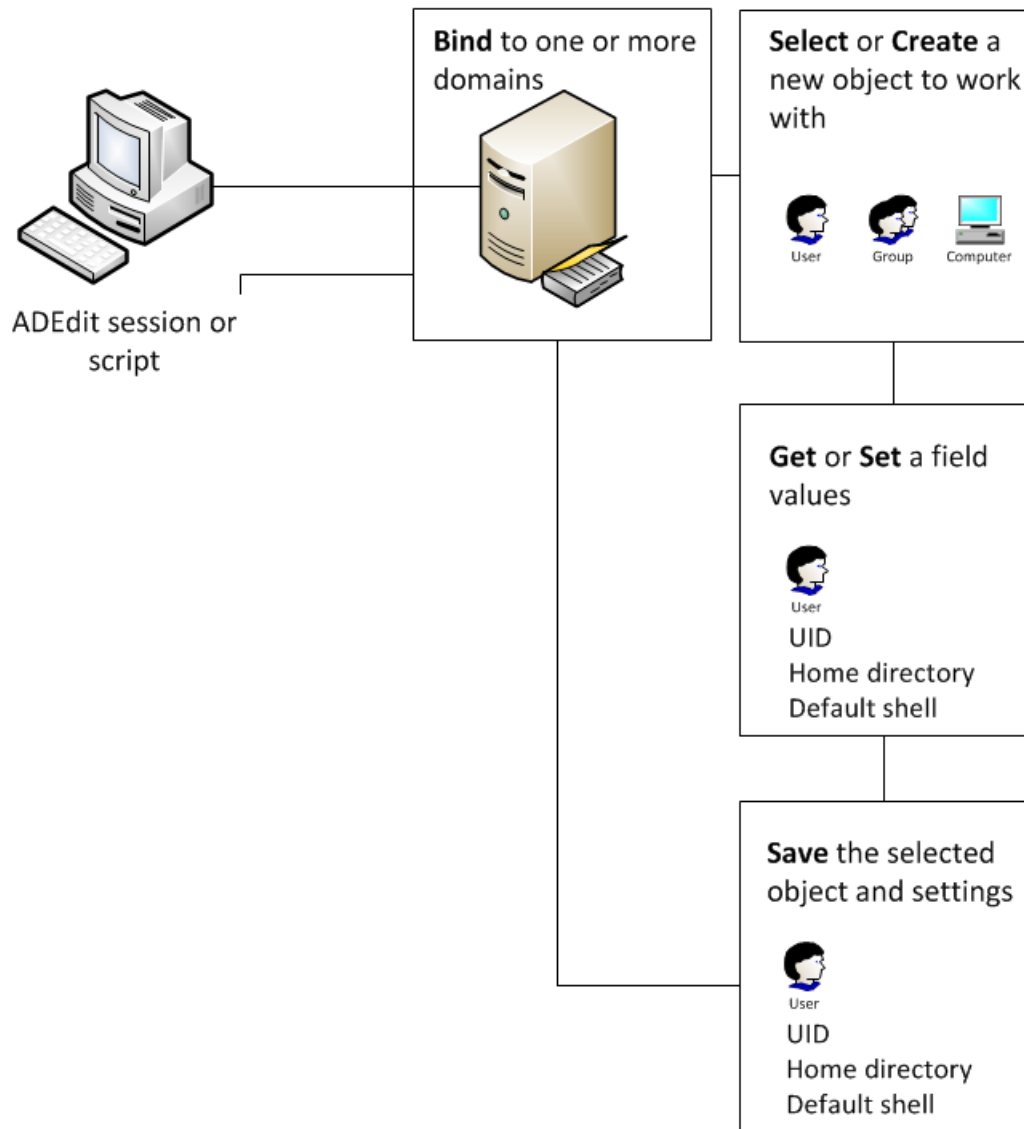 ADEdit session or
script
Bind to one or more
domains
Select or Create a
new object to work
with
User
Group
Computer
Get or Set a field
values
User
UID
Home directory
Default shell
Save the selected
object and settings
User
UID
Home directory
Default shell